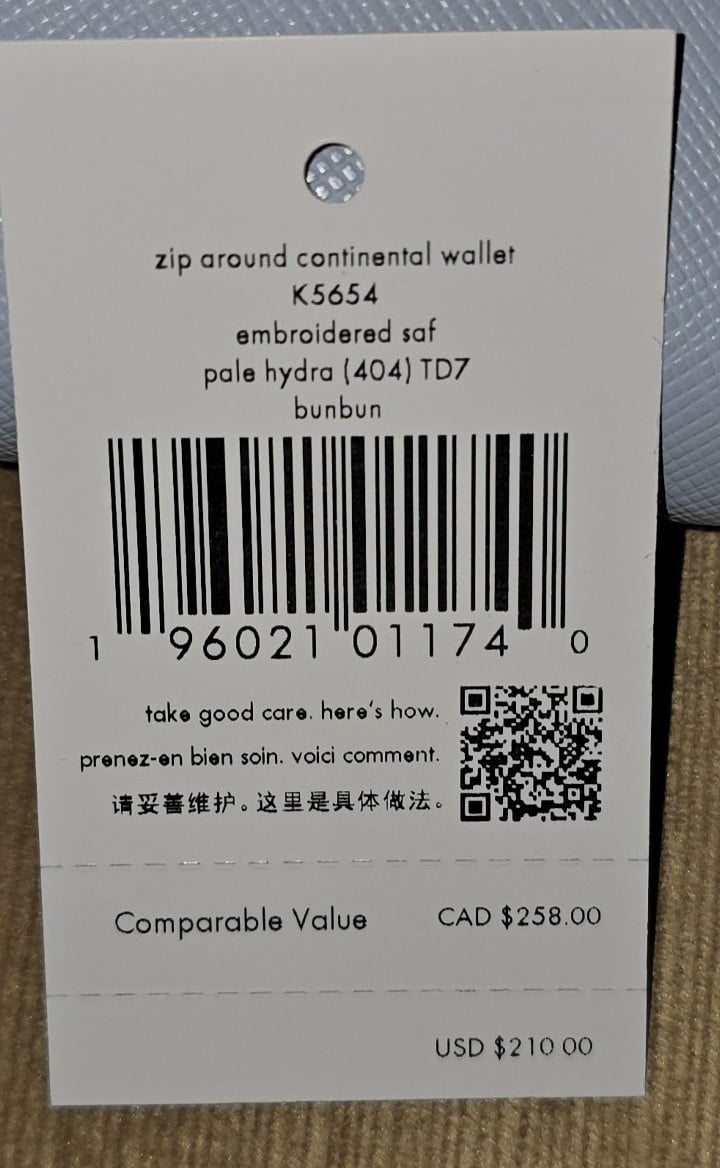 zip around continental wallet
K5654
embroidered saf
pale hydra (404) TD7
bunbun
1 96021 01174 0
take good care. here's how.
prenez-en bien soin. voici comment.
请妥善维护。这里是具体做法。
Comparable Value CAD $258.00
USD $210 00